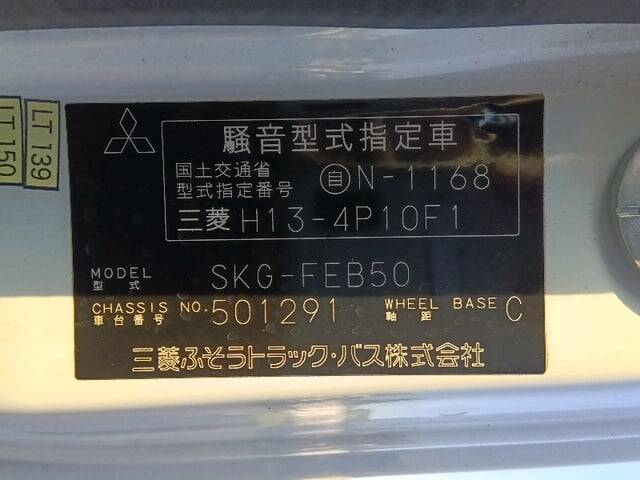 騒音型式指定車
国土交通省
型式指定番号 自N-1168
三菱 H13-4P10F1
MODEL
型式 SKG-FEB50
CHASSIS NO. 501291 WHEEL BASE C
車台番号 軸距
三菱ふそうトラック・バス株式会社
LT 139
LT 150